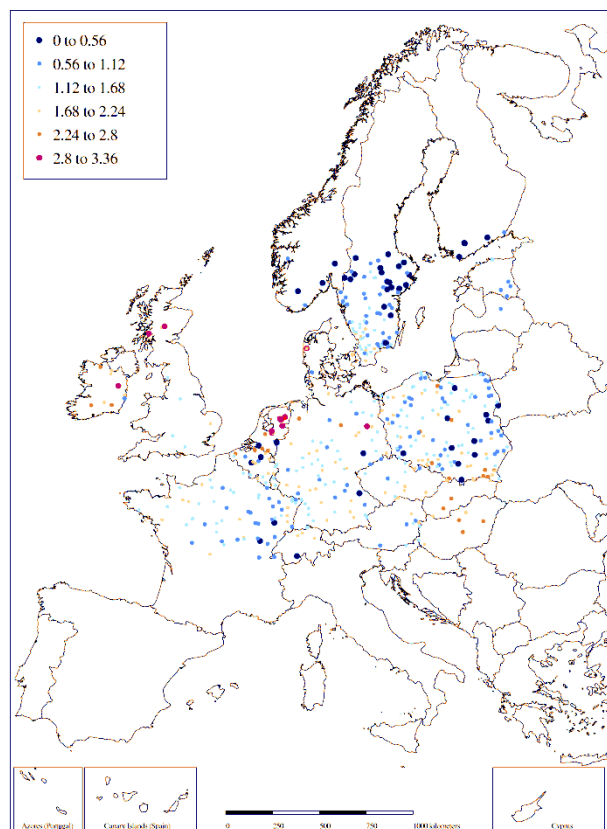 0 to 0.56
0.56 to 1.12
1.12 to 1.68
1.68 to 2.24
2.24 to 2.8
2.8 to 3.36
Azores (Portugal)
Canary Islands (Spain)
0 250 500 750 1000 kilometers
Cyprus